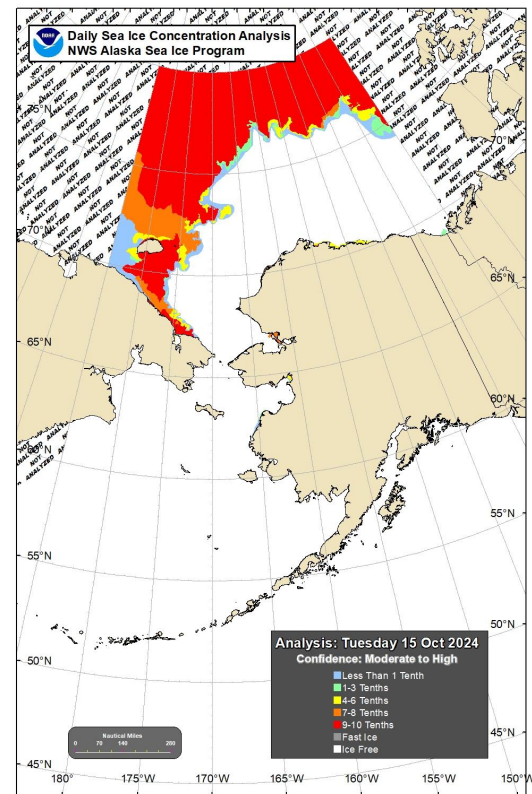 NOAA
Daily Sea Ice Concentration Analysis
NWS Alaska Sea Ice Program
NOT ANALYZED
75°N
70°N
65°N
60°N
55°N
50°N
45°N
70°N
65°N
60°N
55°N
50°N
45°N
180°
175°W
170°W
165°W
160°W
155°W
150°W
Nautical Miles
0 70 140 280
Analysis: Tuesday 15 Oct 2024
Confidence: Moderate to High
Less Than 1 Tenth
1-3 Tenths
4-6 Tenths
7-8 Tenths
9-10 Tenths
Fast Ice
Ice Free